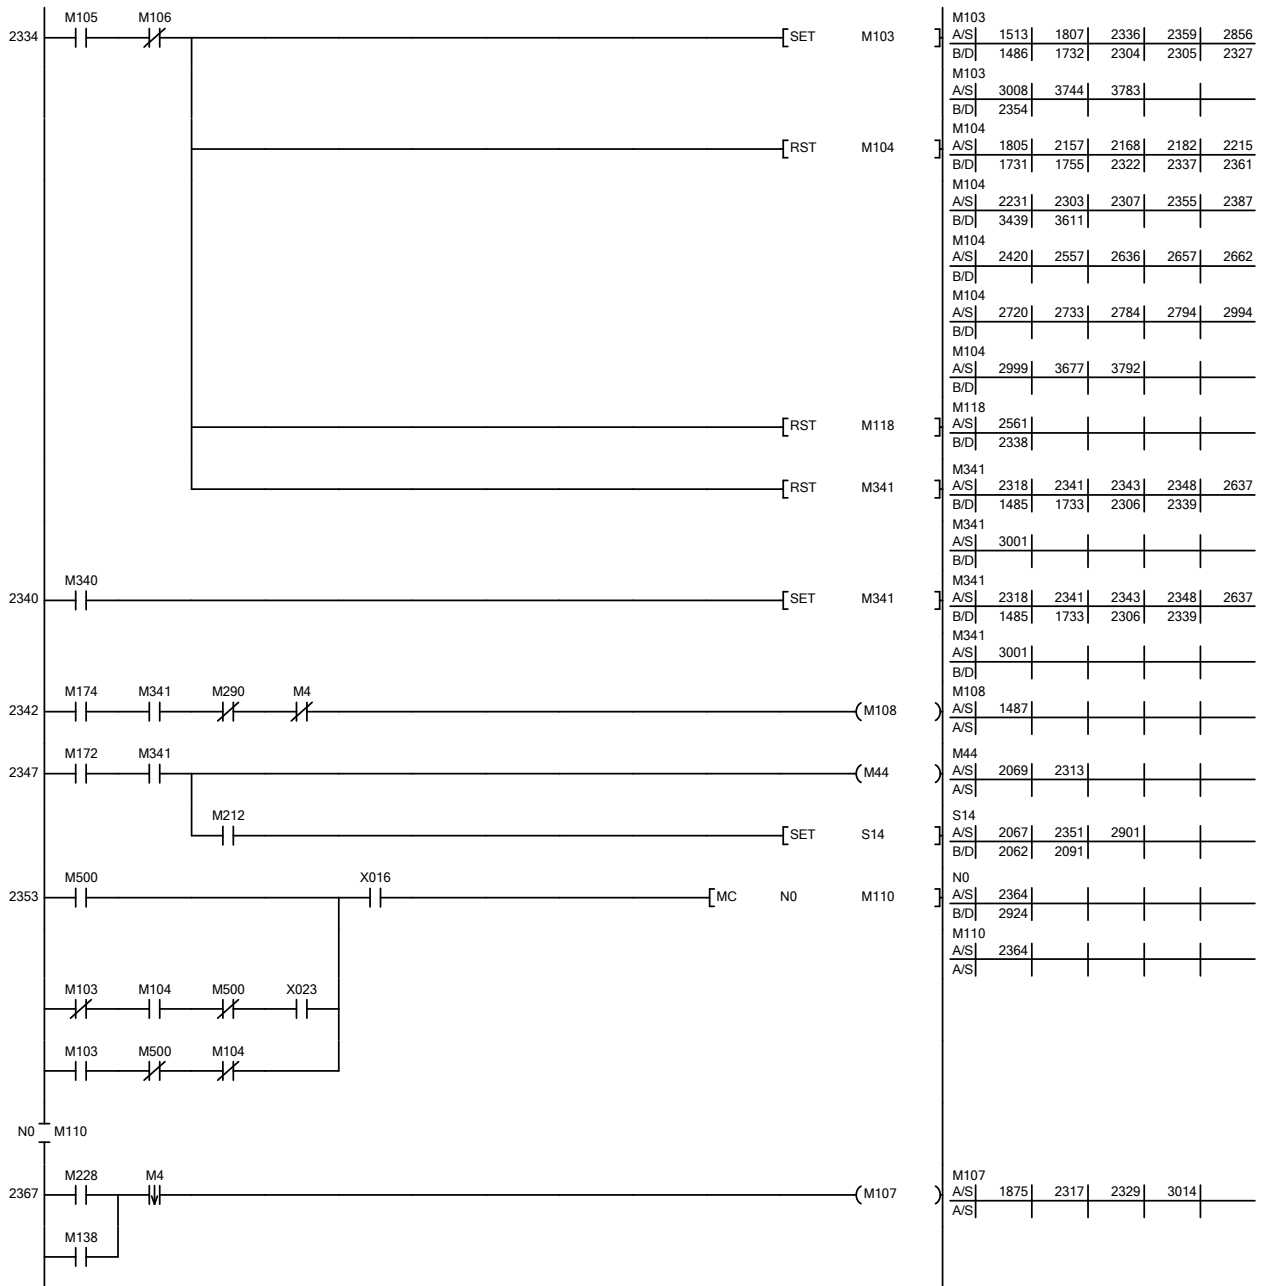 M105 M106 M103
2334 SET M103 A/S 1513 1807 2336 2359 2856
B/D 1486 1732 2304 2305 2327
M103
A/S 3008 3744 3783
B/D 2354
M104
RST M104 A/S 1805 2157 2168 2182 2215
B/D 1731 1755 2322 2337 2361
M104
A/S 2231 2303 2307 2355 2387
B/D 3439 3611
M104
A/S 2420 2557 2636 2657 2662
B/D
M104
A/S 2720 2733 2784 2794 2994
B/D
M104
A/S 2999 3677 3792
B/D
M118
RST M118 A/S 2561
B/D 2338
M341
RST M341 A/S 2318 2341 2343 2348 2637
B/D 1485 1733 2306 2339
M341
A/S 3001
B/D
M340 M341
2340 SET M341 A/S 2318 2341 2343 2348 2637
B/D 1485 1733 2306 2339
M341
A/S 3001
B/D
M174 M341 M290 M4 M108
2342 M108 A/S 1487
A/S
M172 M341 M44
2347 M44 A/S 2069 2313
A/S
M212 S14
SET S14 A/S 2067 2351 2901
B/D 2062 2091
M500 X016 N0
2353 MC N0 M110 A/S 2364
B/D 2924
M110
A/S 2364
A/S
M103 M104 M500 X023
M103 M500 M104
N0 M110
M228 M4 M107
2367 M107 A/S 1875 2317 2329 3014
A/S
M138